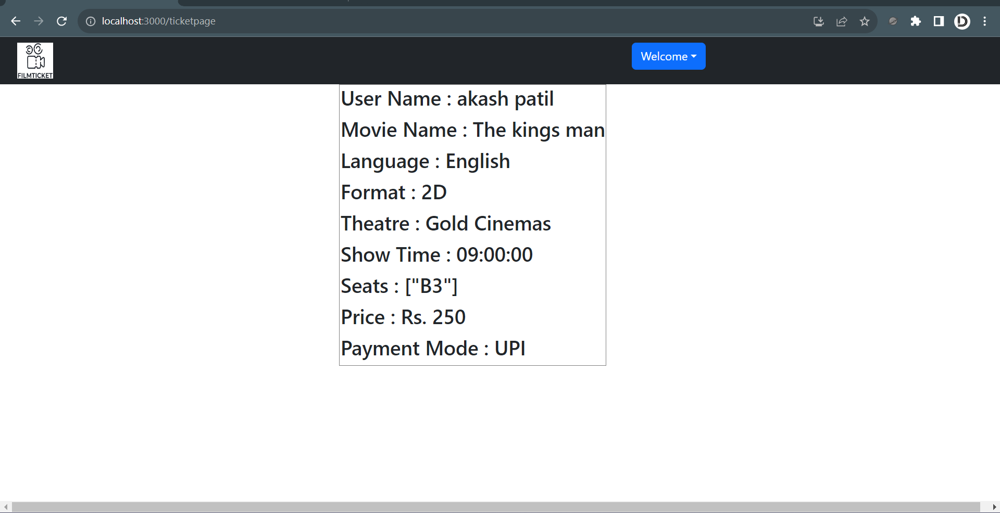 localhost:3000/ticketpage
FILMTICKET
Welcome
User Name : akash patil
Movie Name : The kings man
Language : English
Format : 2D
Theatre : Gold Cinemas
Show Time : 09:00:00
Seats : ["B3"]
Price : Rs. 250
Payment Mode : UPI